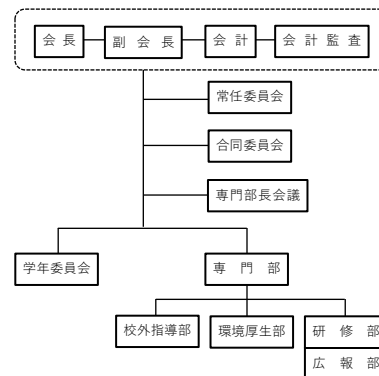 会長 副会長 会計 会計監査
常任委員会
合同委員会
専門部長会議
学年委員会 専門部
校外指導部 環境厚生部 研修部
広報部